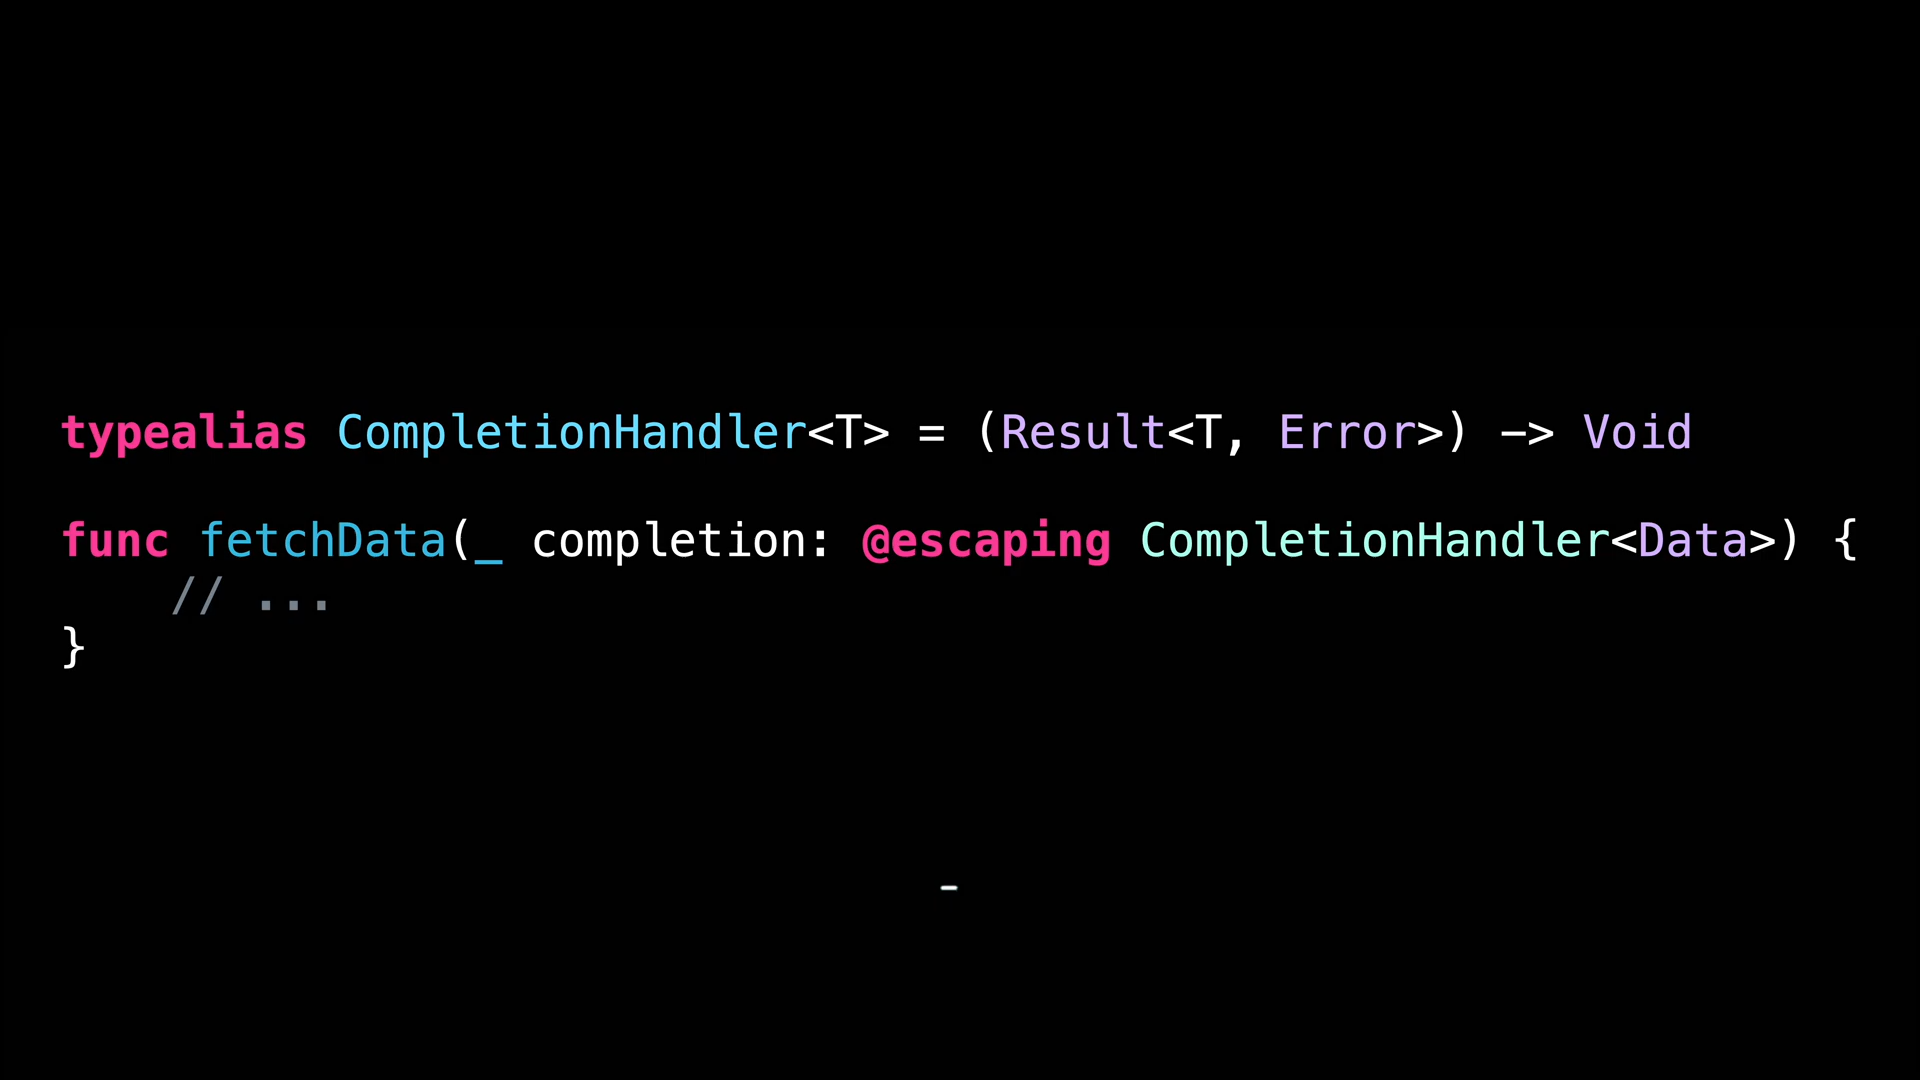 typealias CompletionHandler<T> = (Result<T, Error>) -> Void
func fetchData(_ completion: @escaping CompletionHandler<Data>) {
// ...
}
-